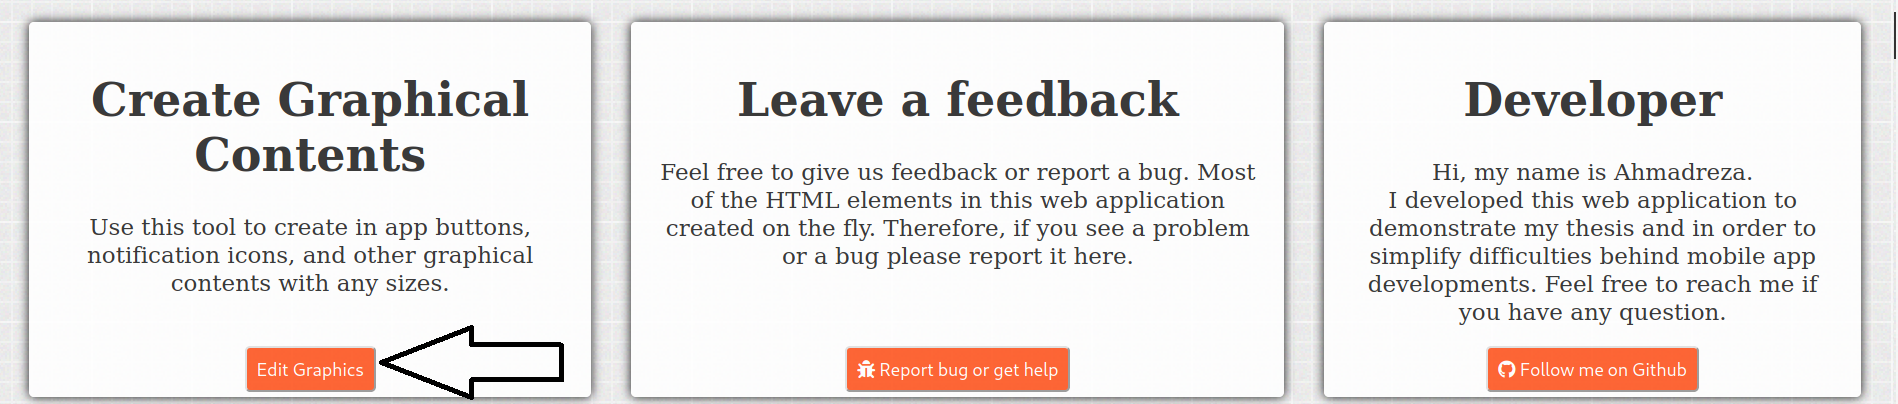 Create Graphical
Contents
Use this tool to create in app buttons,
notification icons, and other graphical
contents with any sizes.
Edit Graphics
Leave a feedback
Feel free to give us feedback or report a bug. Most
of the HTML elements in this web application
created on the fly. Therefore, if you see a problem
or a bug please report it here.
Report bug or get help
Developer
Hi, my name is Ahmadreza.
I developed this web application to
demonstrate my thesis and in order to
simplify difficulties behind mobile app
developments. Feel free to reach me if
you have any question.
Follow me on Github